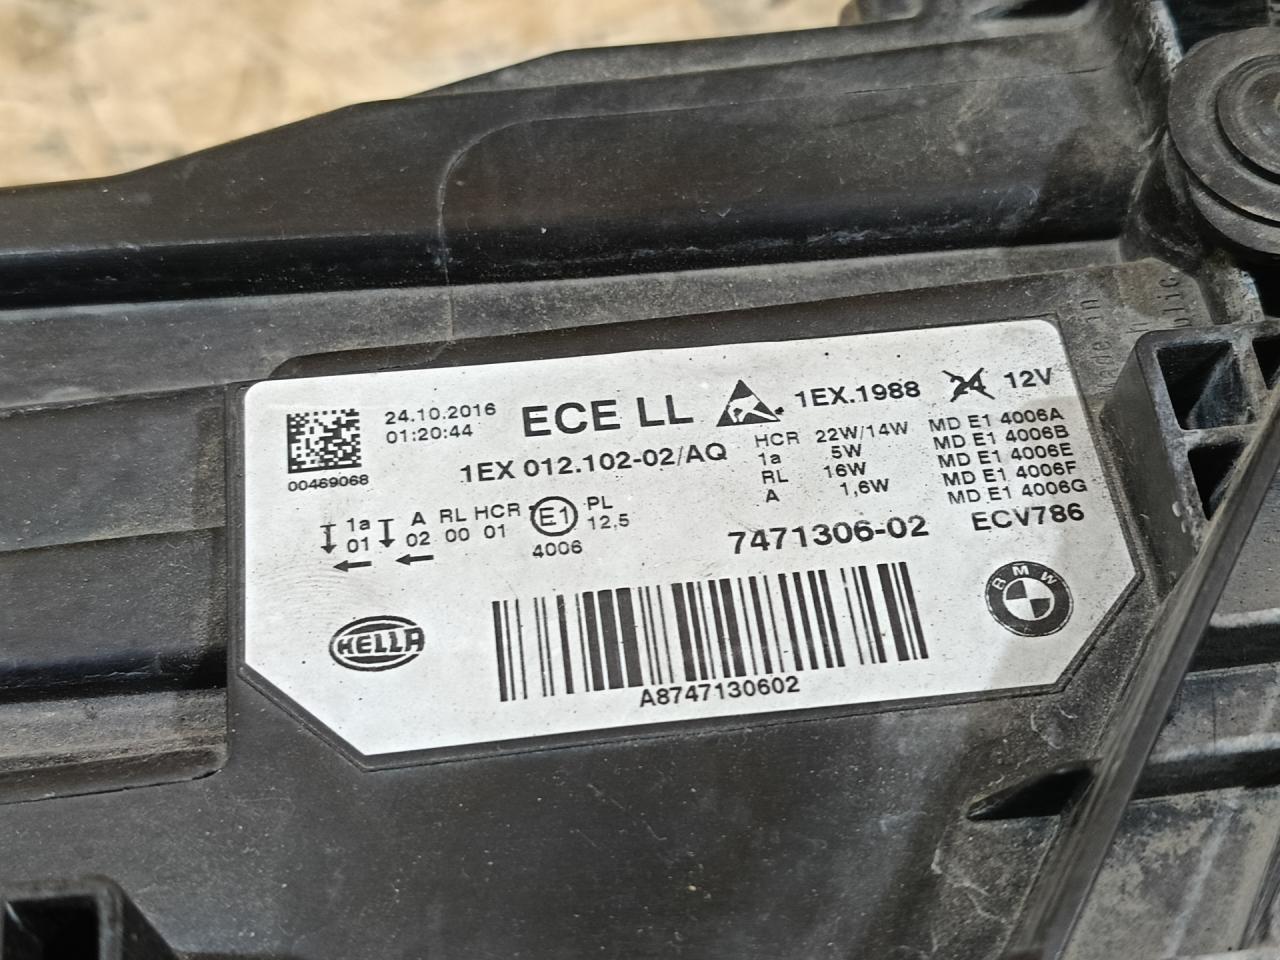 24.10.2016
01:20:44
00469068
ECE LL
1EX 012.102-02/AQ
1EX.1988 24 12V
HCR 22W/14W
1a 5W
RL 16W
A 1,6W
MD E1 4006A
MD E1 4006B
MD E1 4006E
MD E1 4006F
MD E1 4006G
1a A RL HCR E1 PL
01 02 00 01 12,5
4006
7471306-02
ECV786
HELLA
BMW
A8747130602